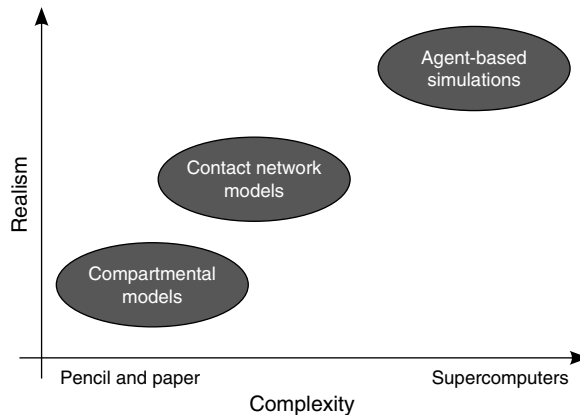 Agent-based
simulations
Contact network
models
Realism
Compartmental
models
Pencil and paper
Supercomputers
Complexity